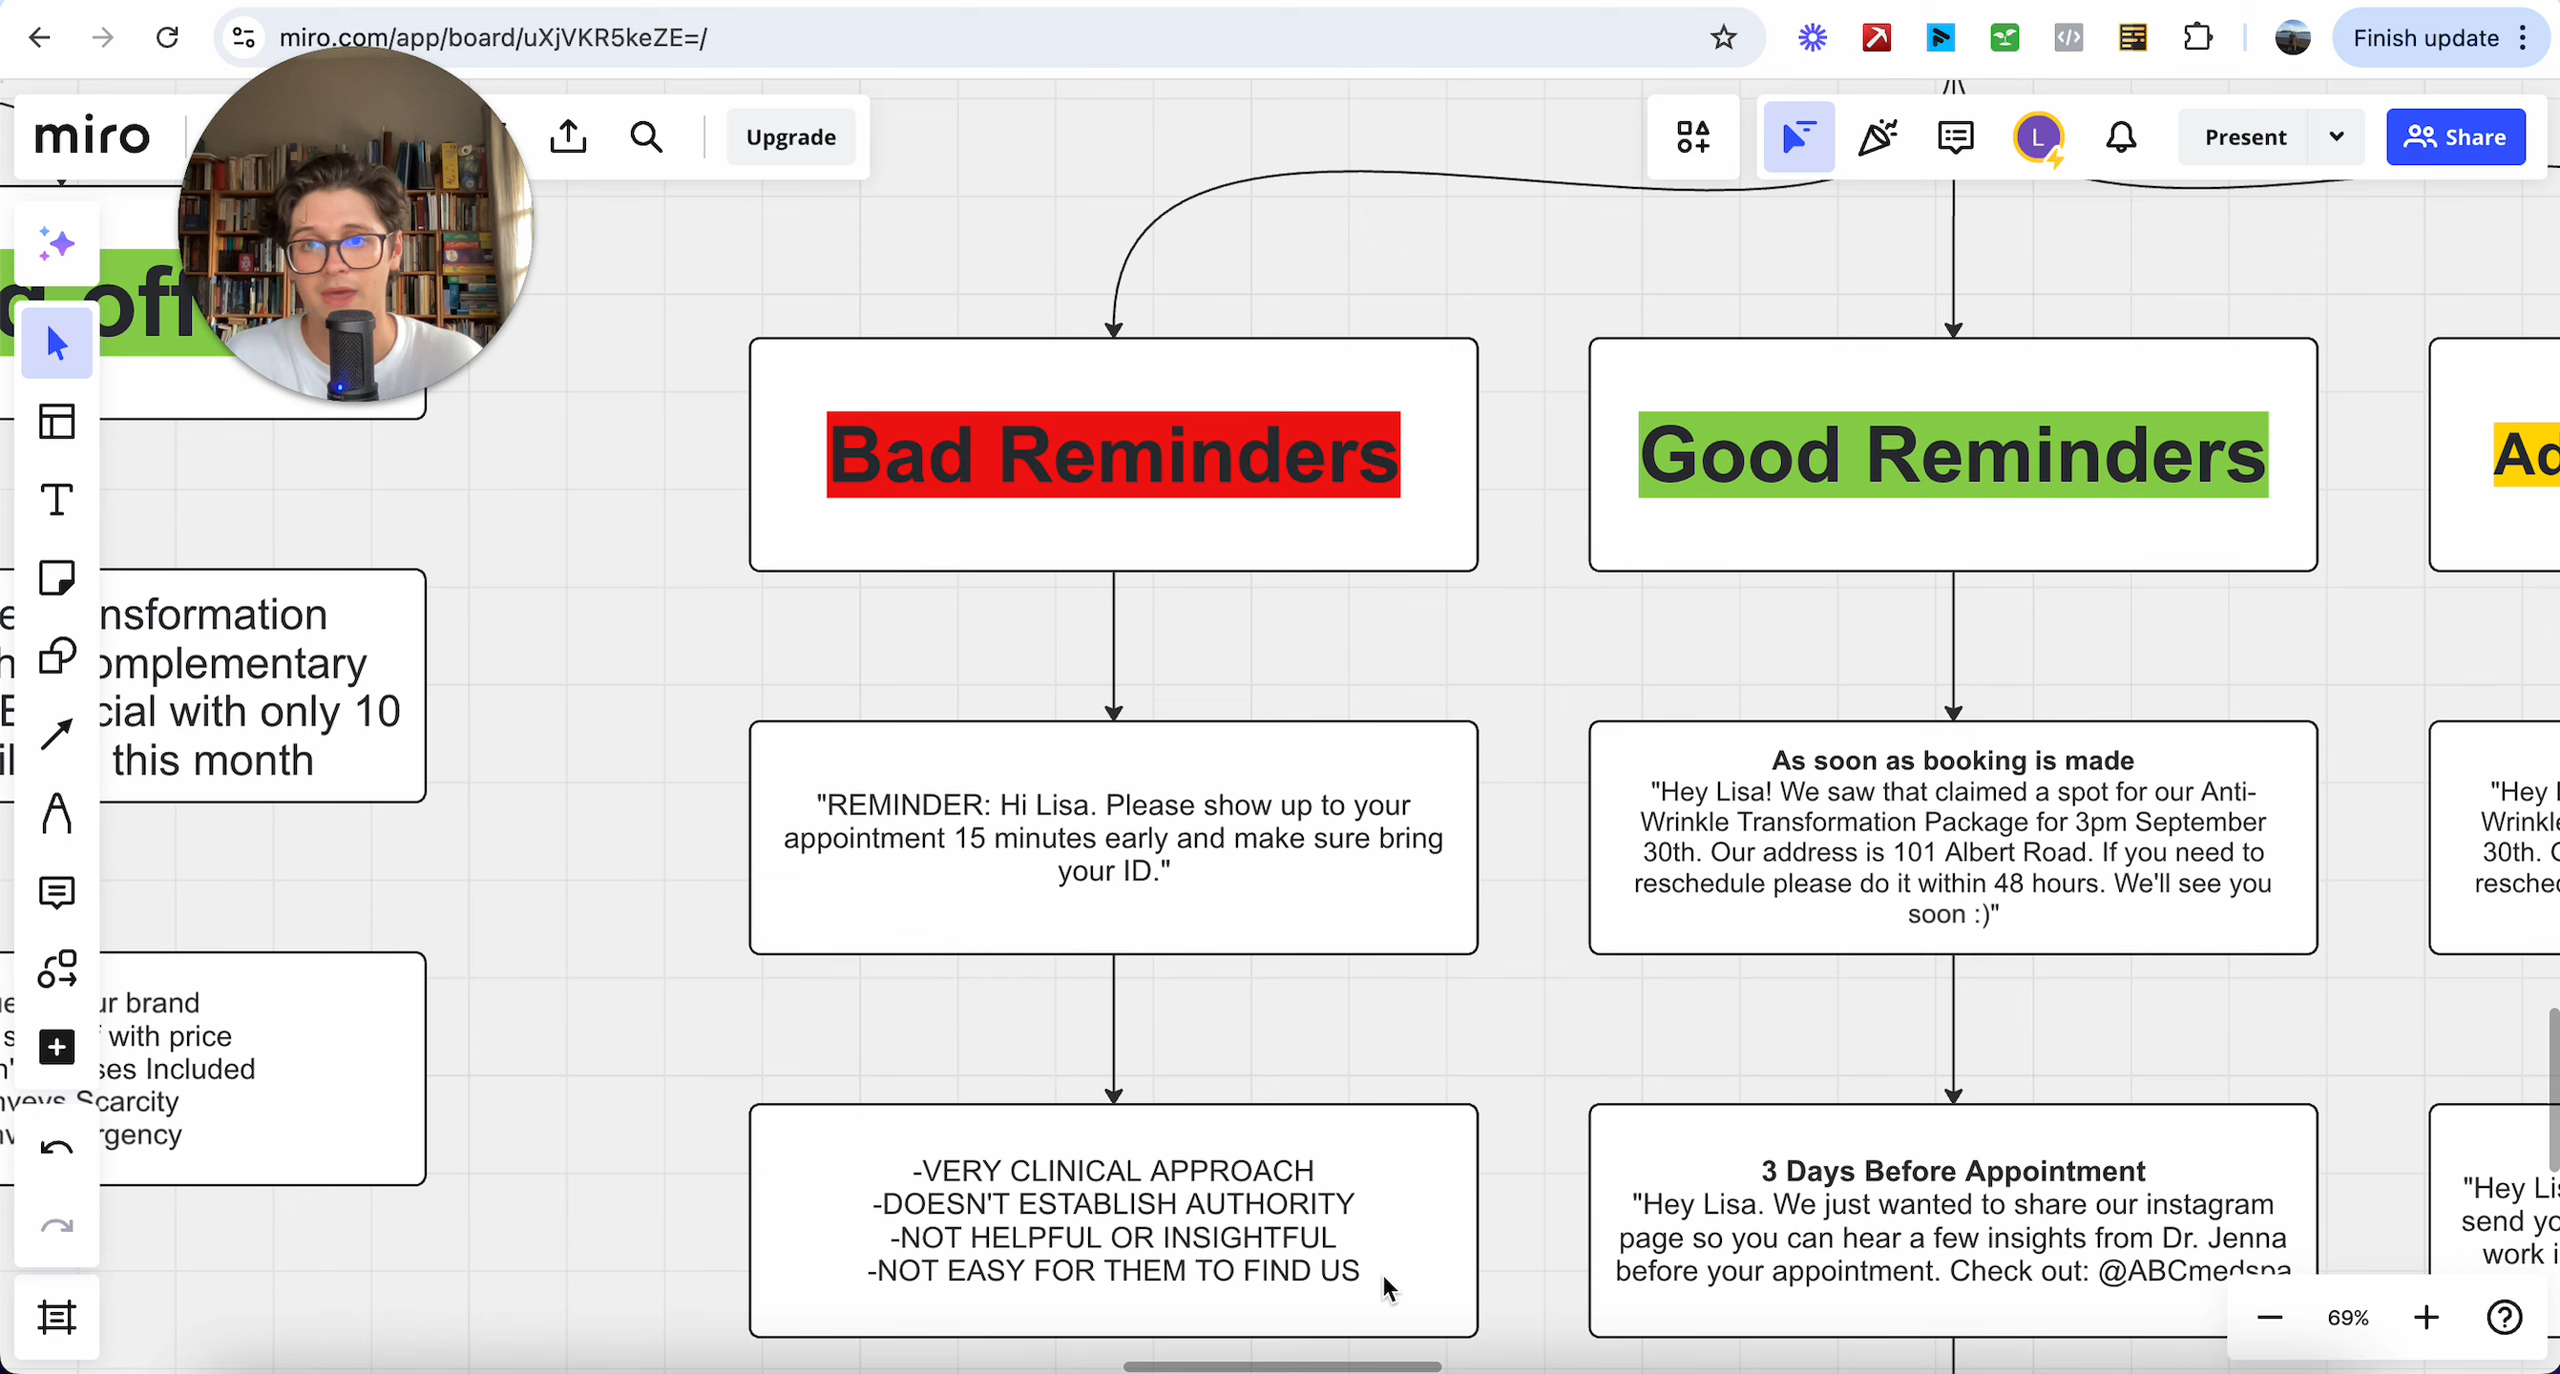 miro.com/app/board/uXjVKR5keZE=/
Finish update
miro
Upgrade
L
Present
Share
off
Bad Reminders
Good Reminders
nsformation
omplementary
cial with only 10
this month
"REMINDER: Hi Lisa. Please show up to your
appointment 15 minutes early and make sure bring
your ID."
As soon as booking is made
"Hey Lisa! We saw that claimed a spot for our Anti-
Wrinkle Transformation Package for 3pm September
30th. Our address is 101 Albert Road. If you need to
reschedule please do it within 48 hours. We'll see you
soon :)"
"Hey
Wrinkle
30th.
resched
ur brand
with price
ses Included
Scarcity
rgency
-VERY CLINICAL APPROACH
-DOESN'T ESTABLISH AUTHORITY
-NOT HELPFUL OR INSIGHTFUL
-NOT EASY FOR THEM TO FIND US
3 Days Before Appointment
"Hey Lisa. We just wanted to share our instagram
page so you can hear a few insights from Dr. Jenna
before your appointment. Check out: @ABCmedspa
"Hey Lis
send yo
work i
69%